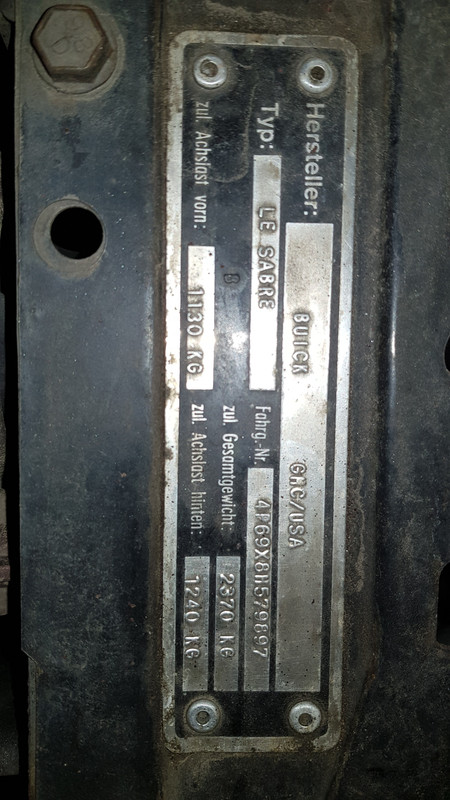 Hersteller: BUICK GMC/USA
Typ: LE SABRE Fahrg.-Nr. 4P69X8H579897
B zul. Gesamtgewicht: 2370 KG
zul. Achslast vorn: 1130 KG zul. Achslast hinten: 1240 KG